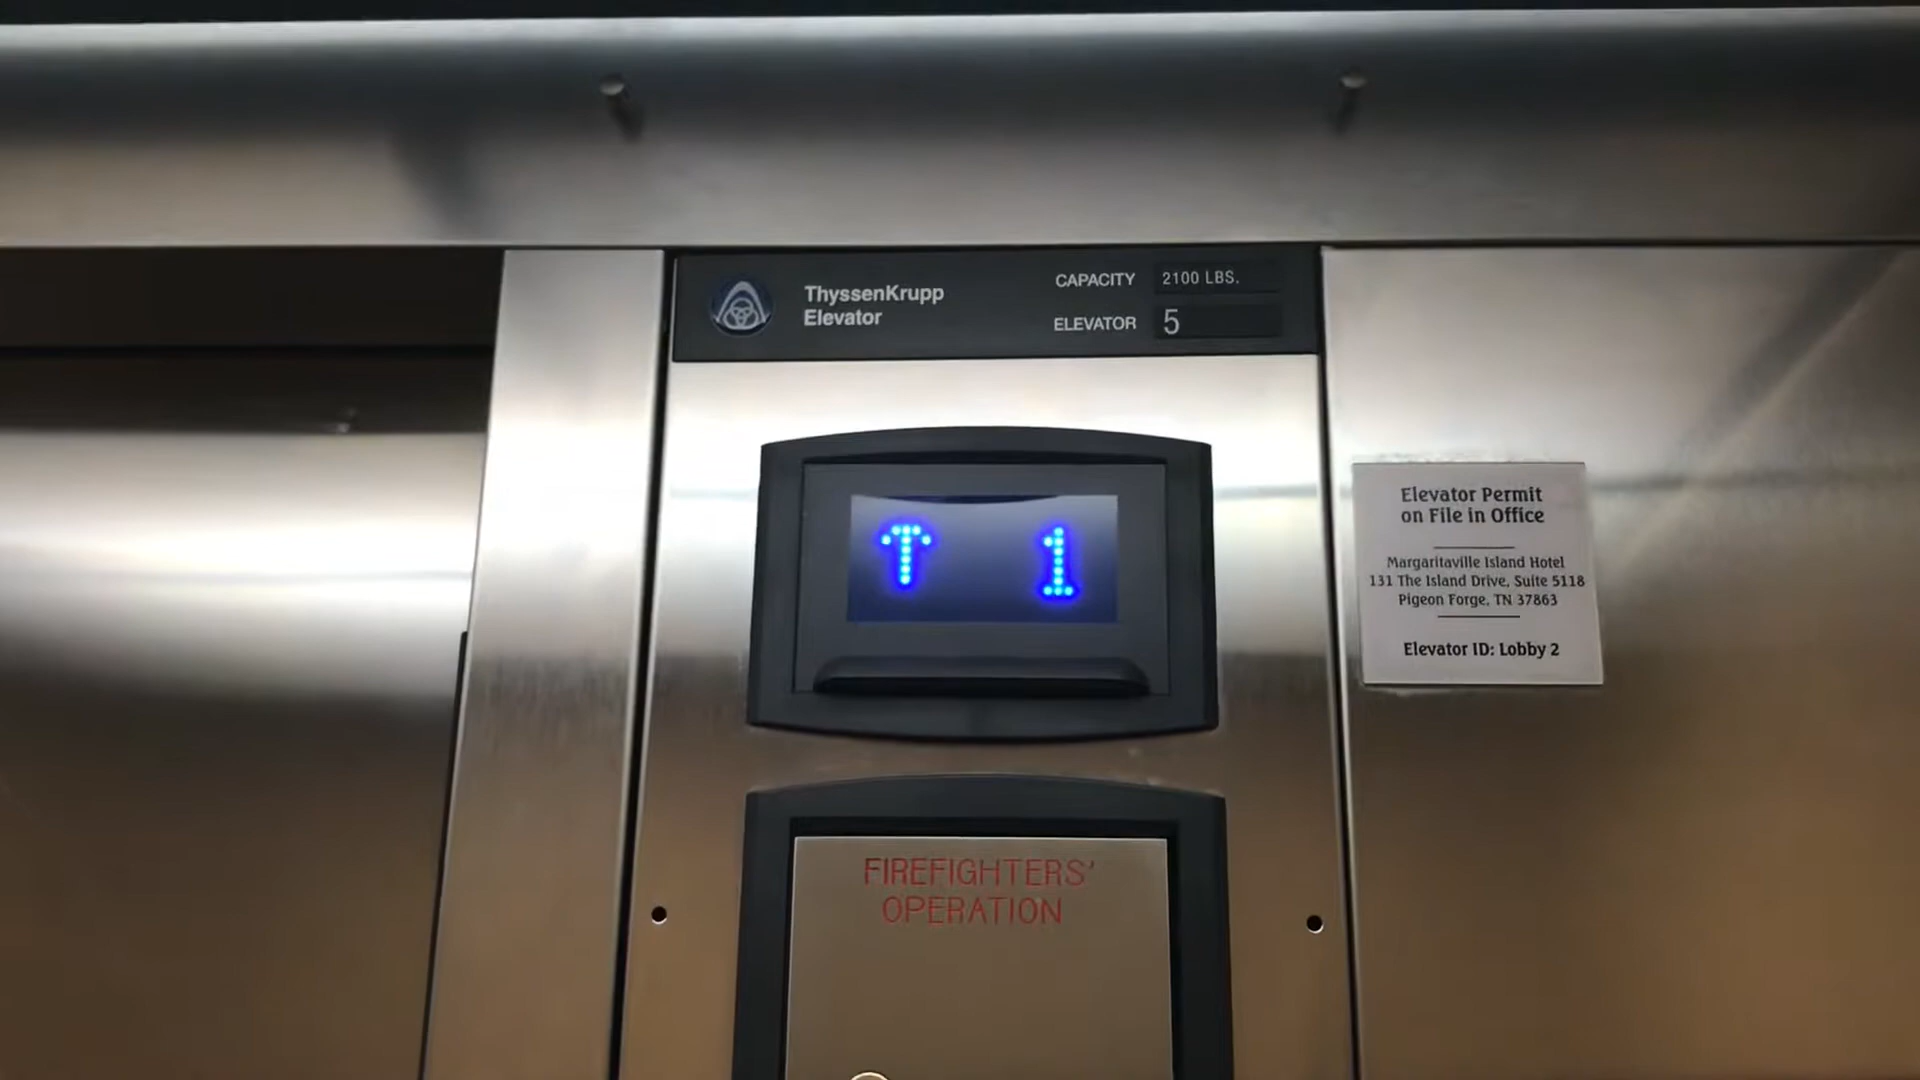 ThyssenKrupp
Elevator
CAPACITY 2100 LBS.
ELEVATOR 5
↑ 1
Elevator Permit
on File in Office
Margaritaville Island Hotel
131 The Island Drive, Suite 5118
Pigeon Forge, TN 37863
Elevator ID: Lobby 2
FIREFIGHTERS'
OPERATION